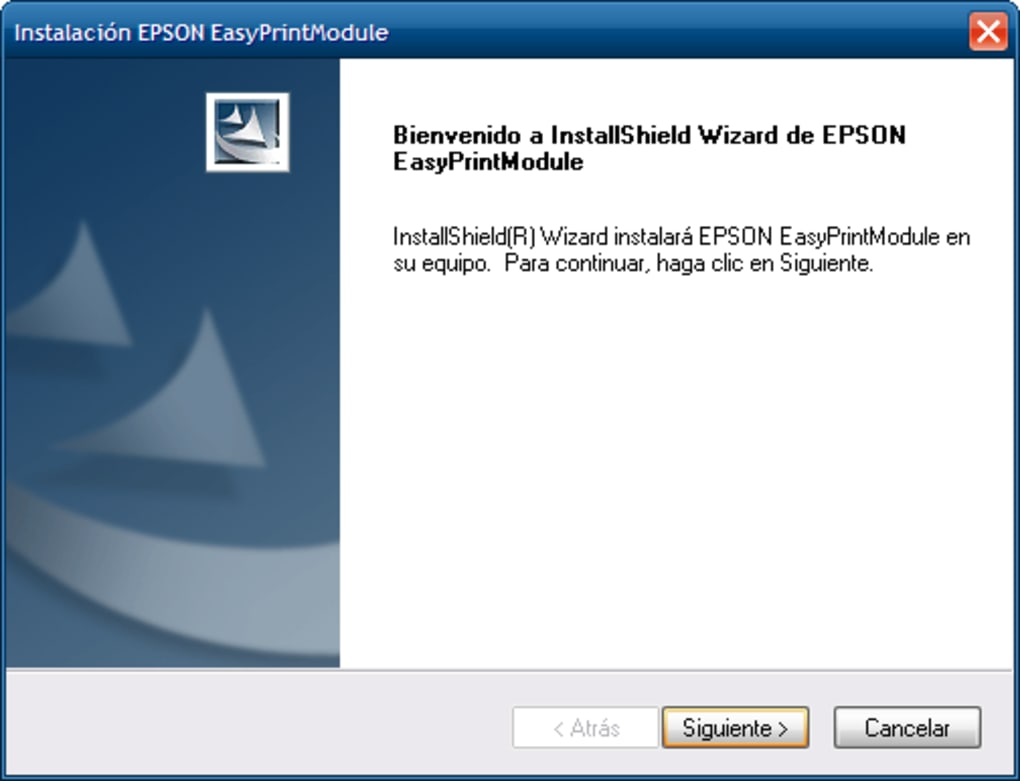 Instalación EPSON EasyPrintModule
Bienvenido a InstallShield Wizard de EPSON
EasyPrintModule
InstallShield(R) Wizard instalará EPSON EasyPrintModule en
su equipo. Para continuar, haga clic en Siguiente.
< Atrás
Siguiente >
Cancelar